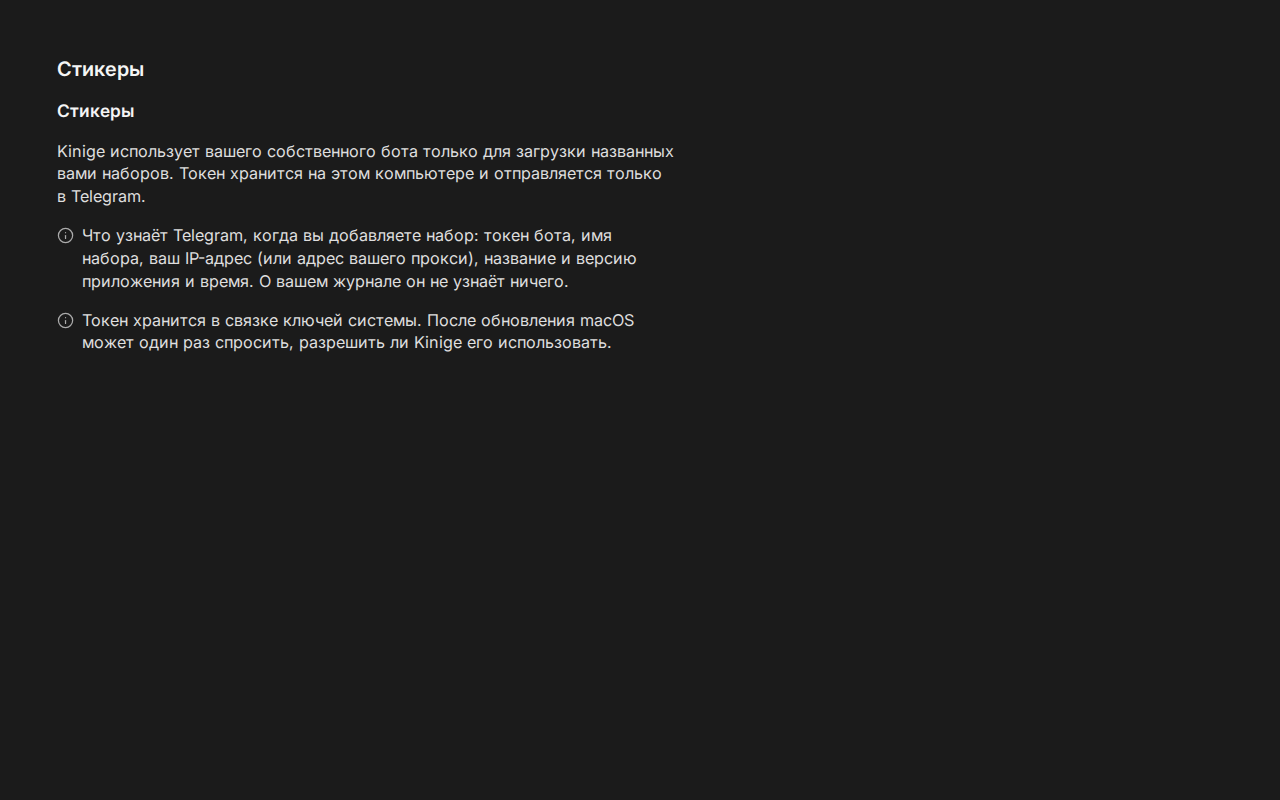 Стикеры
Стикеры
Kinige использует вашего собственного бота только для загрузки названных
вами наборов. Токен хранится на этом компьютере и отправляется только
в Telegram.
Что узнаёт Telegram, когда вы добавляете набор: токен бота, имя
набора, ваш IP-адрес (или адрес вашего прокси), название и версию
приложения и время. О вашем журнале он не узнаёт ничего.
Токен хранится в связке ключей системы. После обновления macOS
может один раз спросить, разрешить ли Kinige его использовать.